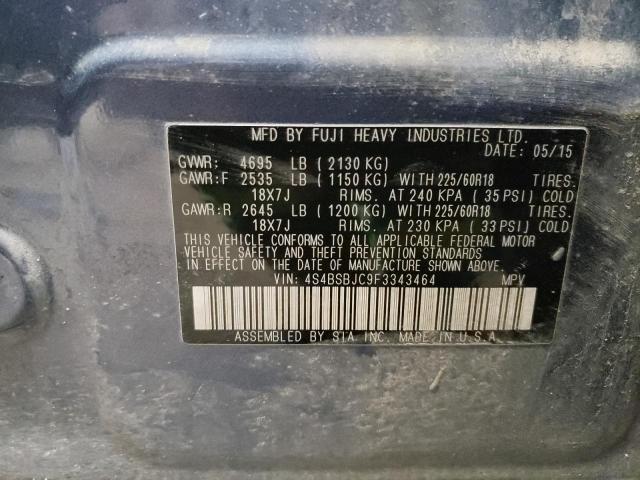 MFD BY FUJI HEAVY INDUSTRIES LTD.
DATE: 05/15
GVWR: 4695 LB ( 2130 KG)
GAWR:F 2535 LB ( 1150 KG) WITH 225/60R18 TIRES.
18X7J RIMS. AT 240 KPA ( 35 PSI) COLD
GAWR:R 2645 LB ( 1200 KG) WITH 225/60R18 TIRES.
18X7J RIMS. AT 230 KPA ( 33 PSI) COLD
THIS VEHICLE CONFORMS TO ALL APPLICABLE FEDERAL MOTOR
VEHICLE SAFETY AND THEFT PREVENTION STANDARDS
IN EFFECT ON THE DATE OF MANUFACTURE SHOWN ABOVE.
VIN: 4S4BSBJC9F3343464 MPV
ASSEMBLED BY SIA INC. MADE IN U.S.A.